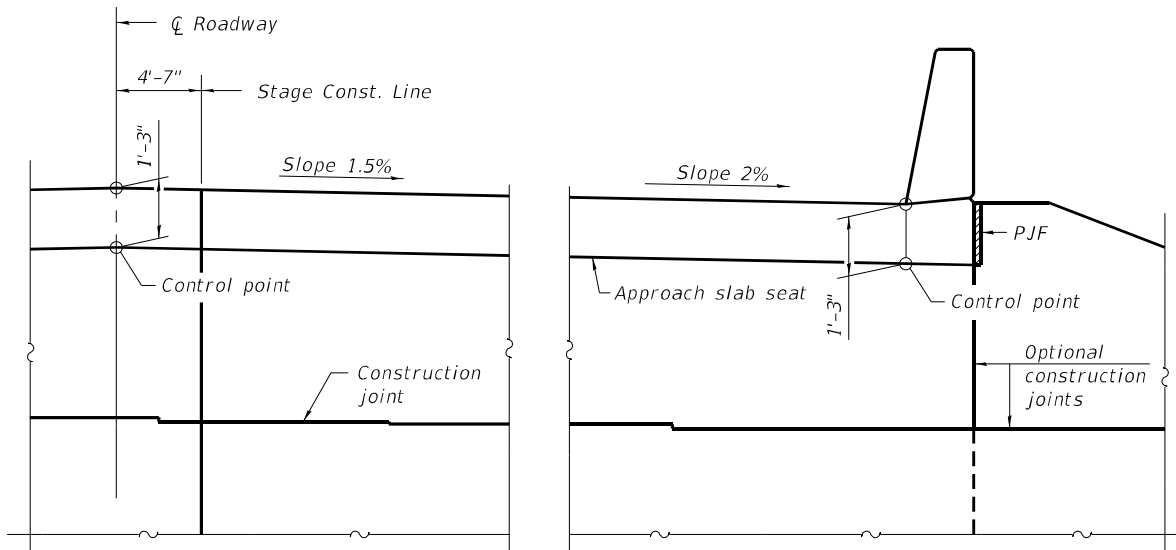 ℄ Roadway
4'-7"
Stage Const. Line
1'-3"
Slope 1.5%
Control point
Construction
joint
Slope 2%
PJF
Approach slab seat
1'-3"
Control point
Optional
construction
joints